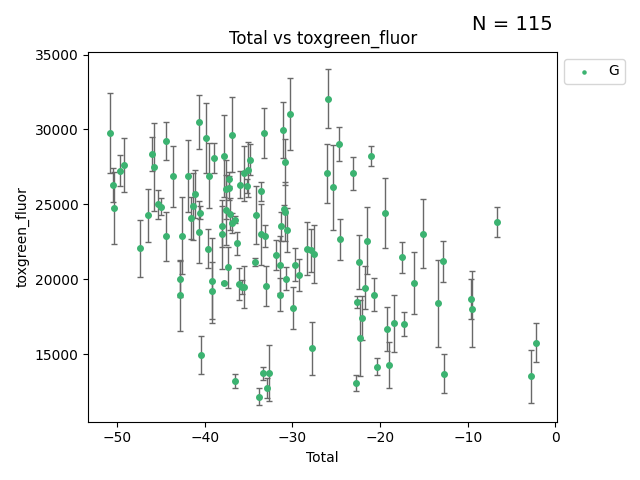 N = 115
Total vs toxgreen_fluor
G
toxgreen_fluor
35000
30000
25000
20000
15000
−50 −40 −30 −20 −10 0
Total